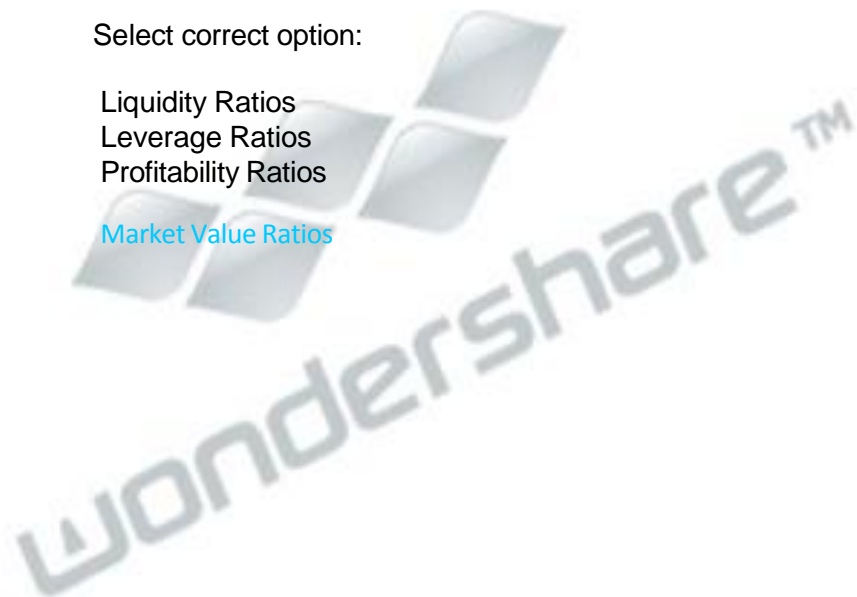 Select correct option:
Liquidity Ratios
Leverage Ratios
Profitability Ratios
Market Value Ratios
wondershare™